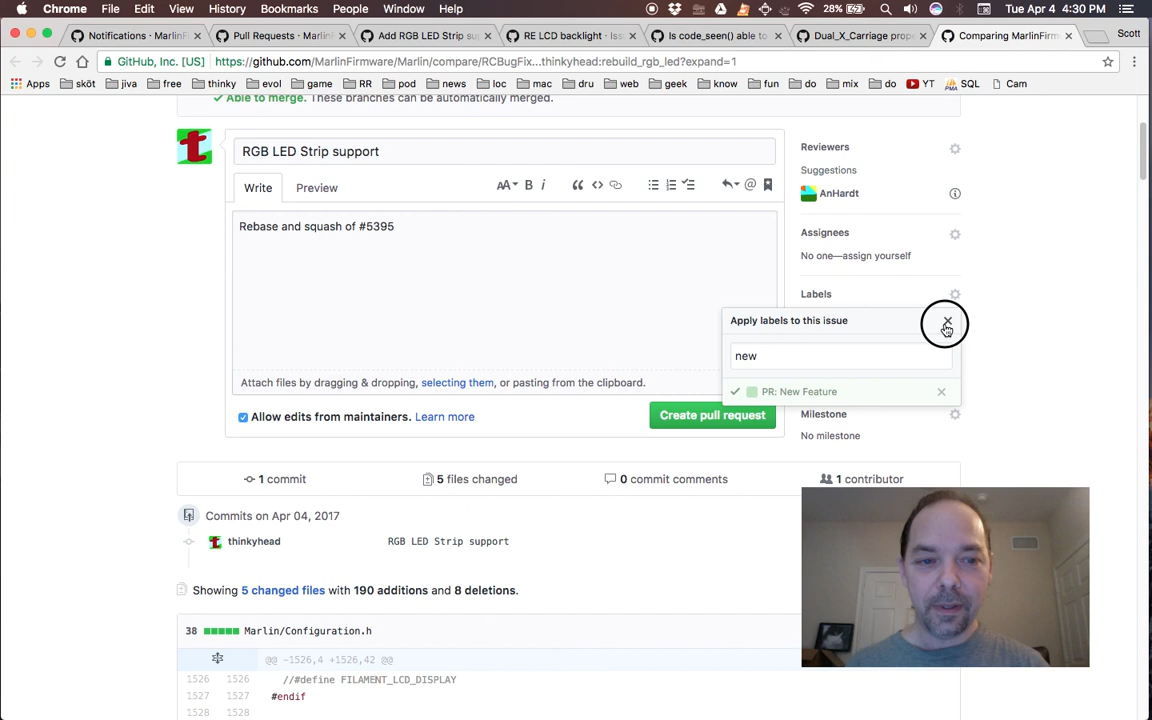 Chrome File Edit View History Bookmarks People Window Help 28% Tue Apr 4 4:30 PM
Notifications · MarlinFirm Pull Requests · MarlinFirm Add RGB LED Strip su RE LCD backlight · Iss Is code_seen() able to Dual_X_Carriage prop Comparing MarlinFirm Scott
GitHub, Inc. [US] https://github.com/MarlinFirmware/Marlin/compare/RCBugFix...thinkyhead:rebuild_rgb_led?expand=1
Apps sköt jiva free thinky evol game RR pod news loc mac dru web geek know fun do mix do YT SQL Cam
Able to merge. These branches can be automatically merged.
RGB LED Strip support
Write Preview AA B i
Rebase and squash of #5395
Attach files by dragging & dropping, selecting them, or pasting from the clipboard.
Allow edits from maintainers. Learn more
Create pull request
Reviewers
Suggestions
AnHardt
Assignees
No one—assign yourself
Labels
Apply labels to this issue
new
PR: New Feature
Milestone
No milestone
1 commit 5 files changed 0 commit comments 1 contributor
Commits on Apr 04, 2017
thinkyhead RGB LED Strip support
Showing 5 changed files with 190 additions and 8 deletions.
38 Marlin/Configuration.h
@@ -1526,4 +1526,42 @@
1526 1526 //#define FILAMENT_LCD_DISPLAY
1527 1527 #endif
1528 1528